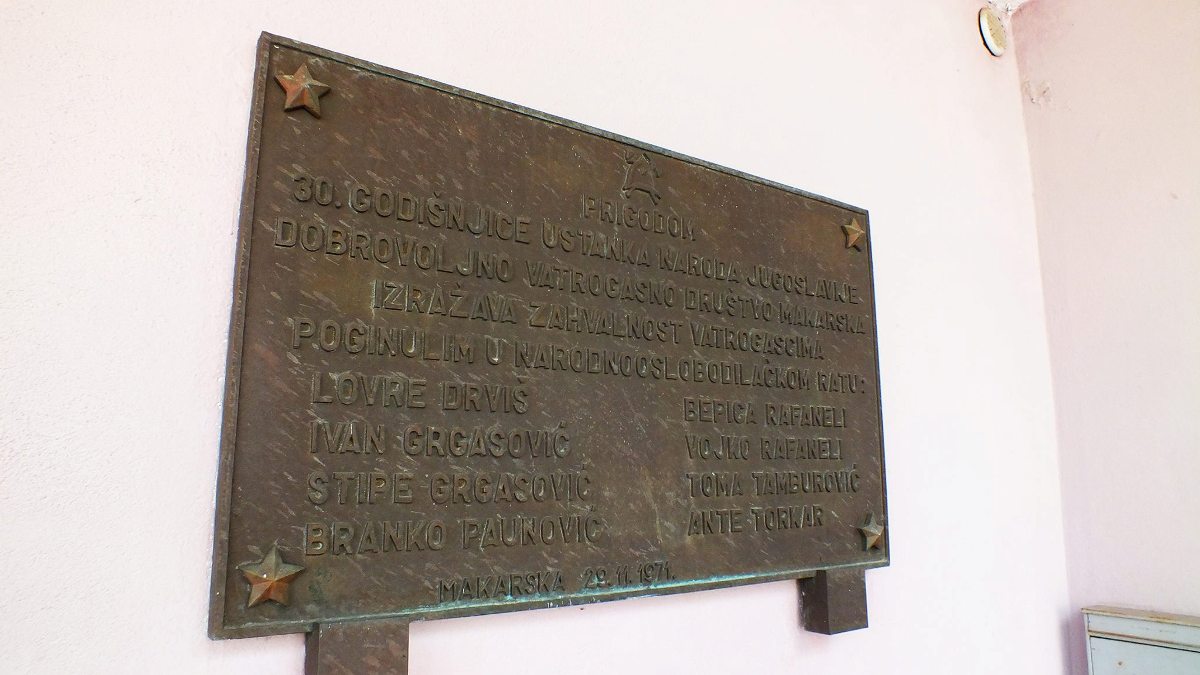 PRIGODOM
30. GODIŠNJICE USTANKA NARODA JUGOSLAVIJE
DOBROVOLJNO VATROGASNO DRUŠTVO MAKARSKA
IZRAŽAVA ZAHVALNOST VATROGASCIMA
POGINULIM U NARODNOOSLOBODILAČKOM RATU:
LOVRE DRVIŠ
IVAN GRGASOVIĆ
STIPE GRGASOVIĆ
BRANKO PAUNOVIĆ
BEPICA RAFANELI
VOJKO RAFANELI
TOMA TAMBUROVIĆ
ANTE TORKAR
MAKARSKA 29.11.1971.